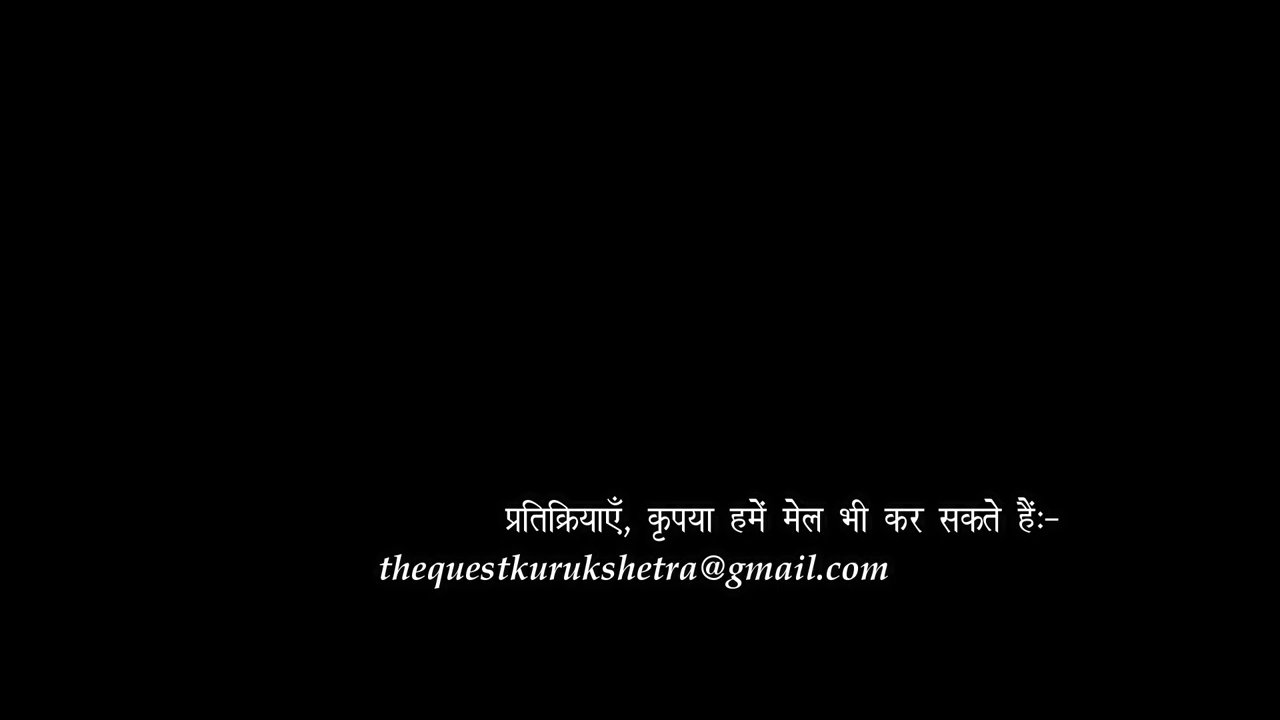 प्रतिक्रियाएँ, कृपया हमें मेल भी कर सकते हैंः-
thequestkurukshetra@gmail.com